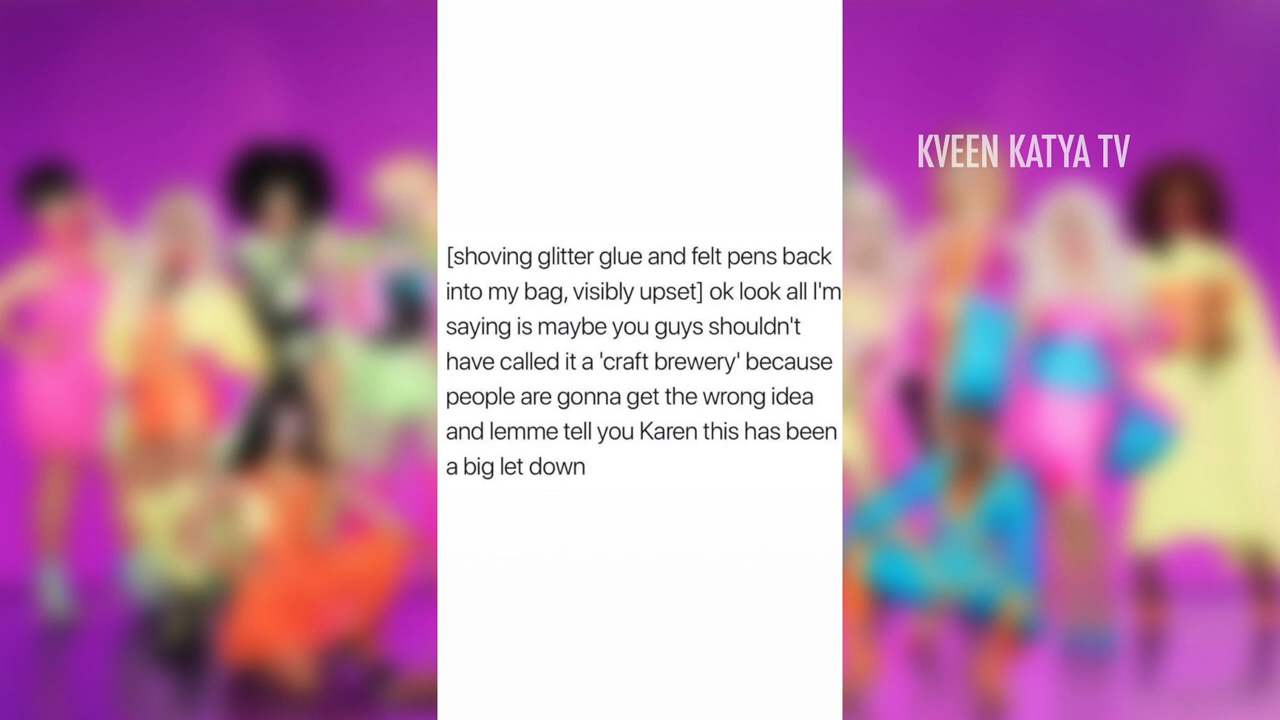 KVEEN KATYA TV
[shoving glitter glue and felt pens back
into my bag, visibly upset] ok look all I'm
saying is maybe you guys shouldn't
have called it a 'craft brewery' because
people are gonna get the wrong idea
and lemme tell you Karen this has been
a big let down